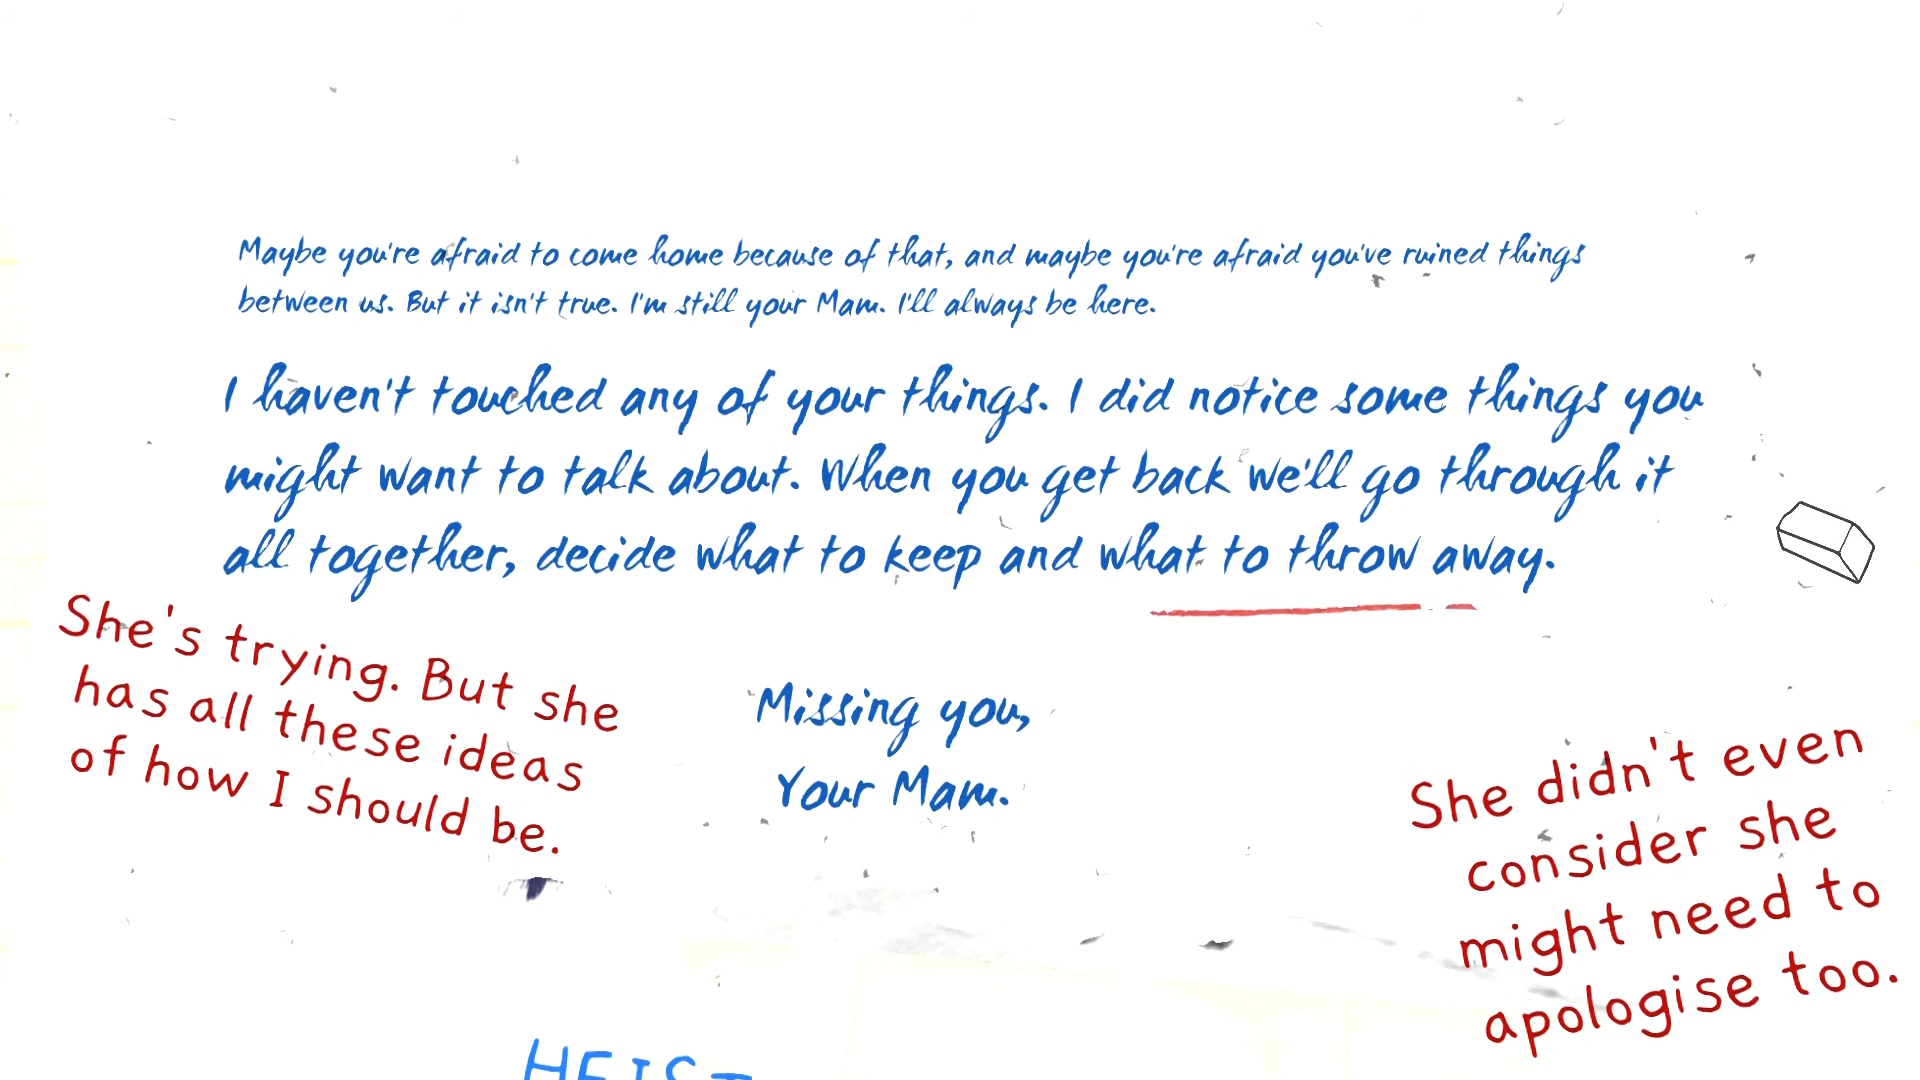 Maybe you're afraid to come home because of that, and maybe you're afraid you've ruined things
between us. But it isn't true. I'm still your Mam. I'll always be here.
I haven't touched any of your things. I did notice some things you
might want to talk about. When you get back we'll go through it
all together, decide what to keep and what to throw away.
She's trying. But she
has all these ideas
of how I should be.
Missing you,
Your Mam.
She didn't even
consider she
might need to
apologise too.
HEIST